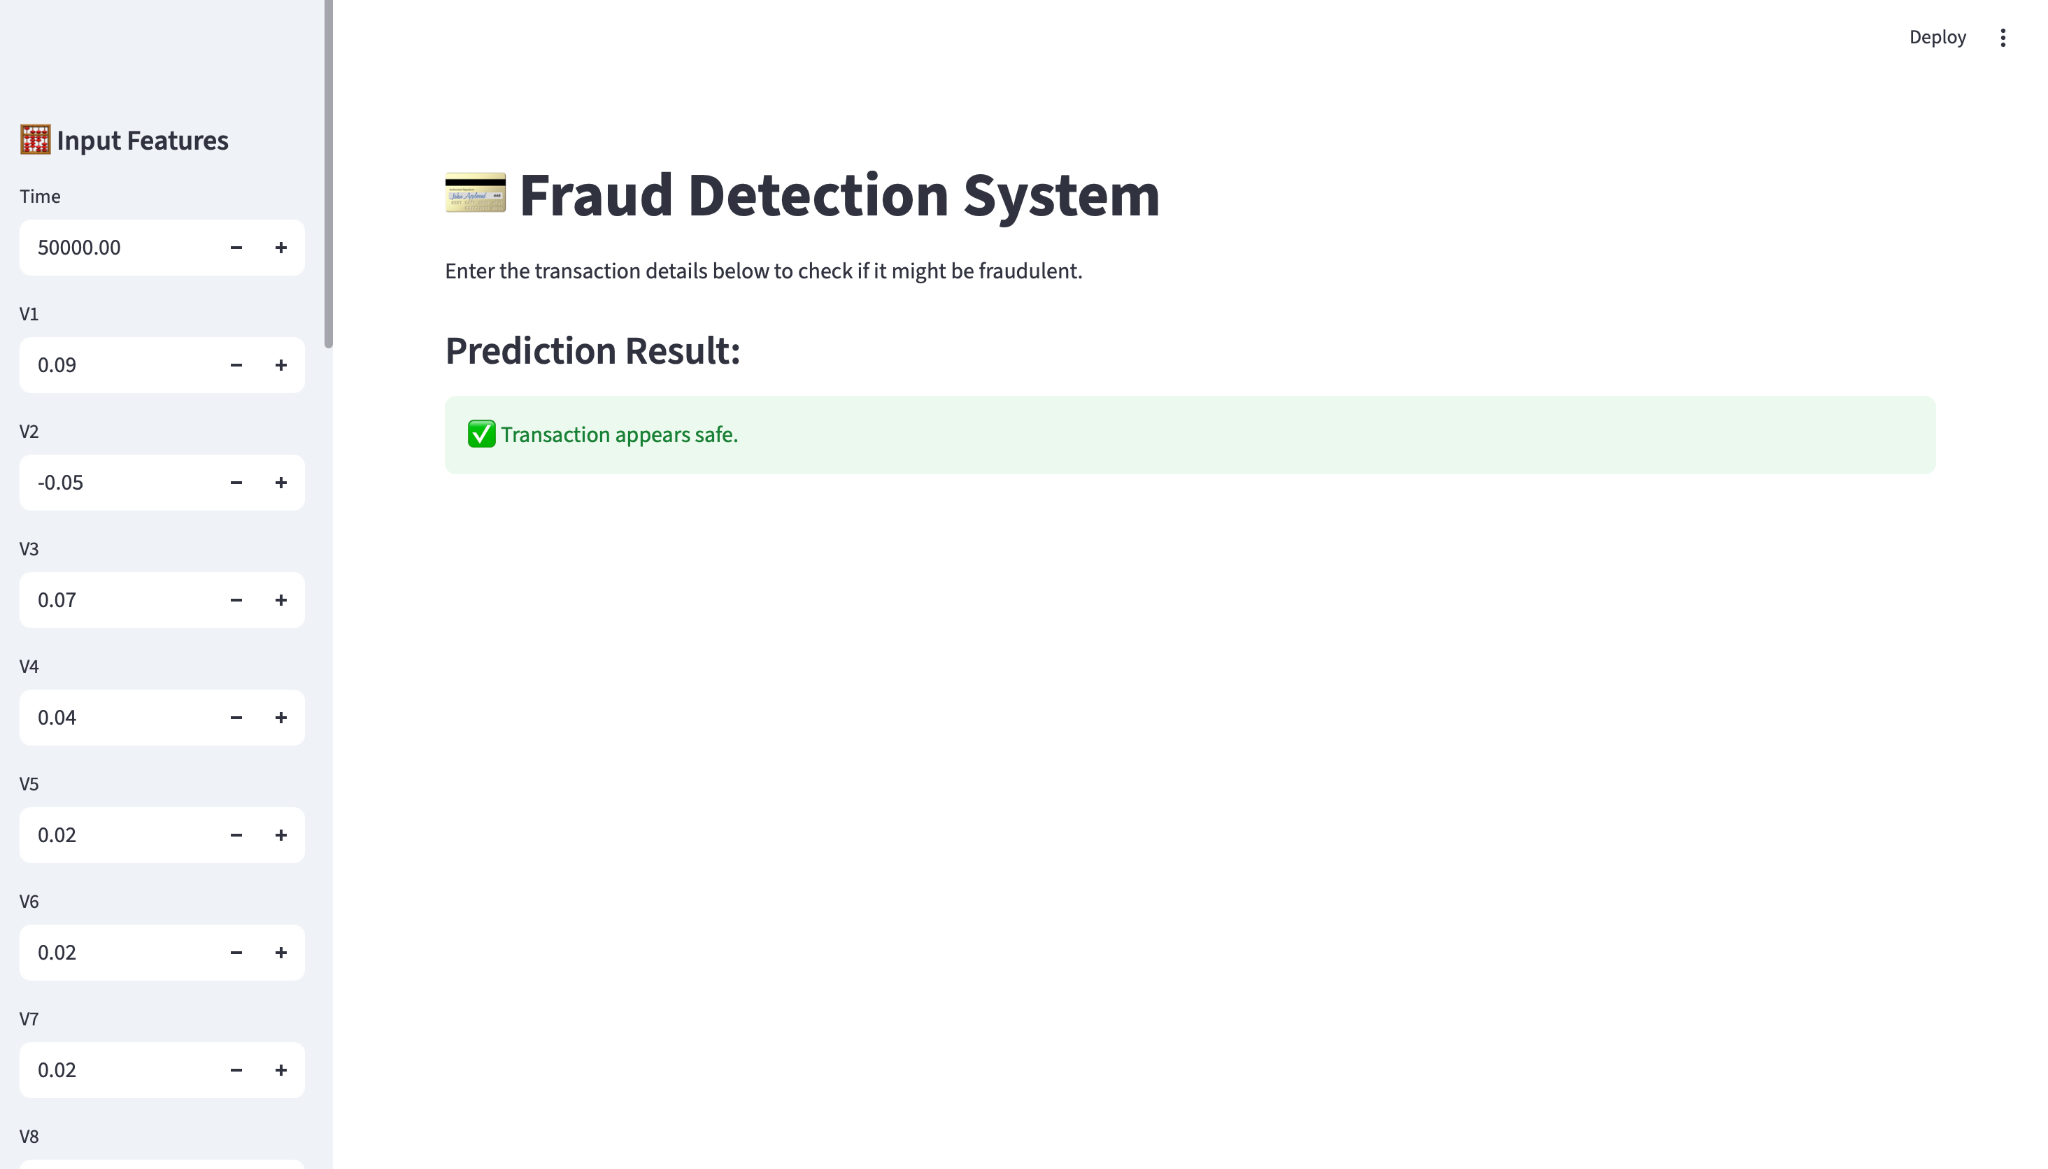 Deploy
Input Features
Time
50000.00
V1
0.09
V2
-0.05
V3
0.07
V4
0.04
V5
0.02
V6
0.02
V7
0.02
V8
Fraud Detection System
Enter the transaction details below to check if it might be fraudulent.
Prediction Result:
Transaction appears safe.